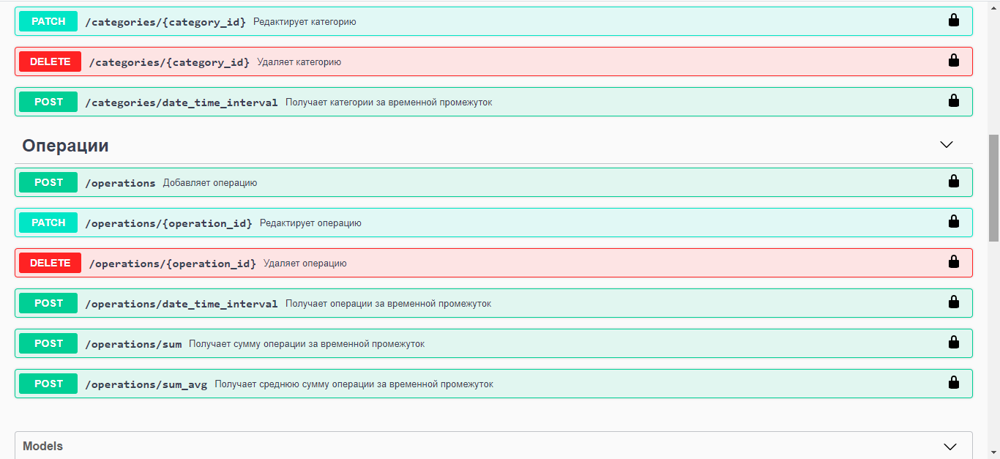 PATCH /categories/{category_id} Редактирует категорию
DELETE /categories/{category_id} Удаляет категорию
POST /categories/date_time_interval Получает категории за временной промежуток
Операции
POST /operations Добавляет операцию
PATCH /operations/{operation_id} Редактирует операцию
DELETE /operations/{operation_id} Удаляет операцию
POST /operations/date_time_interval Получает операции за временной промежуток
POST /operations/sum Получает сумму операции за временной промежуток
POST /operations/sum_avg Получает среднюю сумму операции за временной промежуток
Models